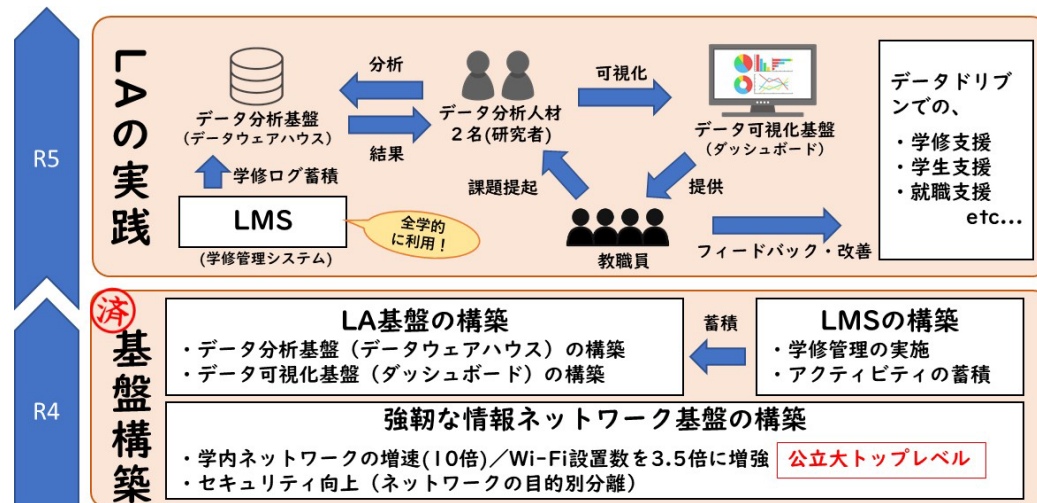 R5
LAの実践
データ分析基盤
(データウェアハウス)
分析
結果
データ分析人材
2名(研究者)
可視化
データ可視化基盤
(ダッシュボード)
学修ログ蓄積
LMS
(学修管理システム)
全学的
に利用！
課題提起
提供
教職員
フィードバック・改善
データドリブ
ンでの、
・学修支援
・学生支援
・就職支援
etc...
R4
済
基盤構築
LA基盤の構築
・データ分析基盤（データウェアハウス）の構築
・データ可視化基盤（ダッシュボード）の構築
蓄積
LMSの構築
・学修管理の実施
・アクティビティの蓄積
強靭な情報ネットワーク基盤の構築
・学内ネットワークの増速(10倍)／Wi-Fi設置数を3.5倍に増強
公立大トップレベル
・セキュリティ向上（ネットワークの目的別分離）